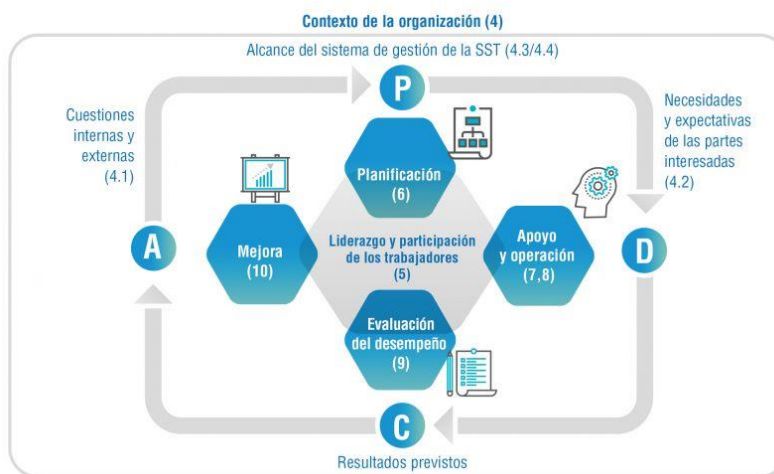 Contexto de la organización (4)
Alcance del sistema de gestión de la SST (4.3/4.4)
P
Cuestiones
internas y
externas
(4.1)
Necesidades
y expectativas
de las partes
interesadas
(4.2)
Planificación
(6)
A
Mejora
(10)
Liderazgo y participación
de los trabajadores
(5)
Apoyo
y operación
(7,8)
D
Evaluación
del desempeño
(9)
C
Resultados previstos